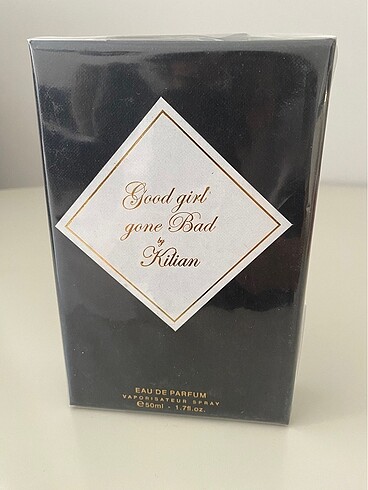 Good girl
gone Bad
by
Kilian
EAU DE PARFUM
VAPORISATEUR SPRAY
℮50ml - 1.7fl.oz.